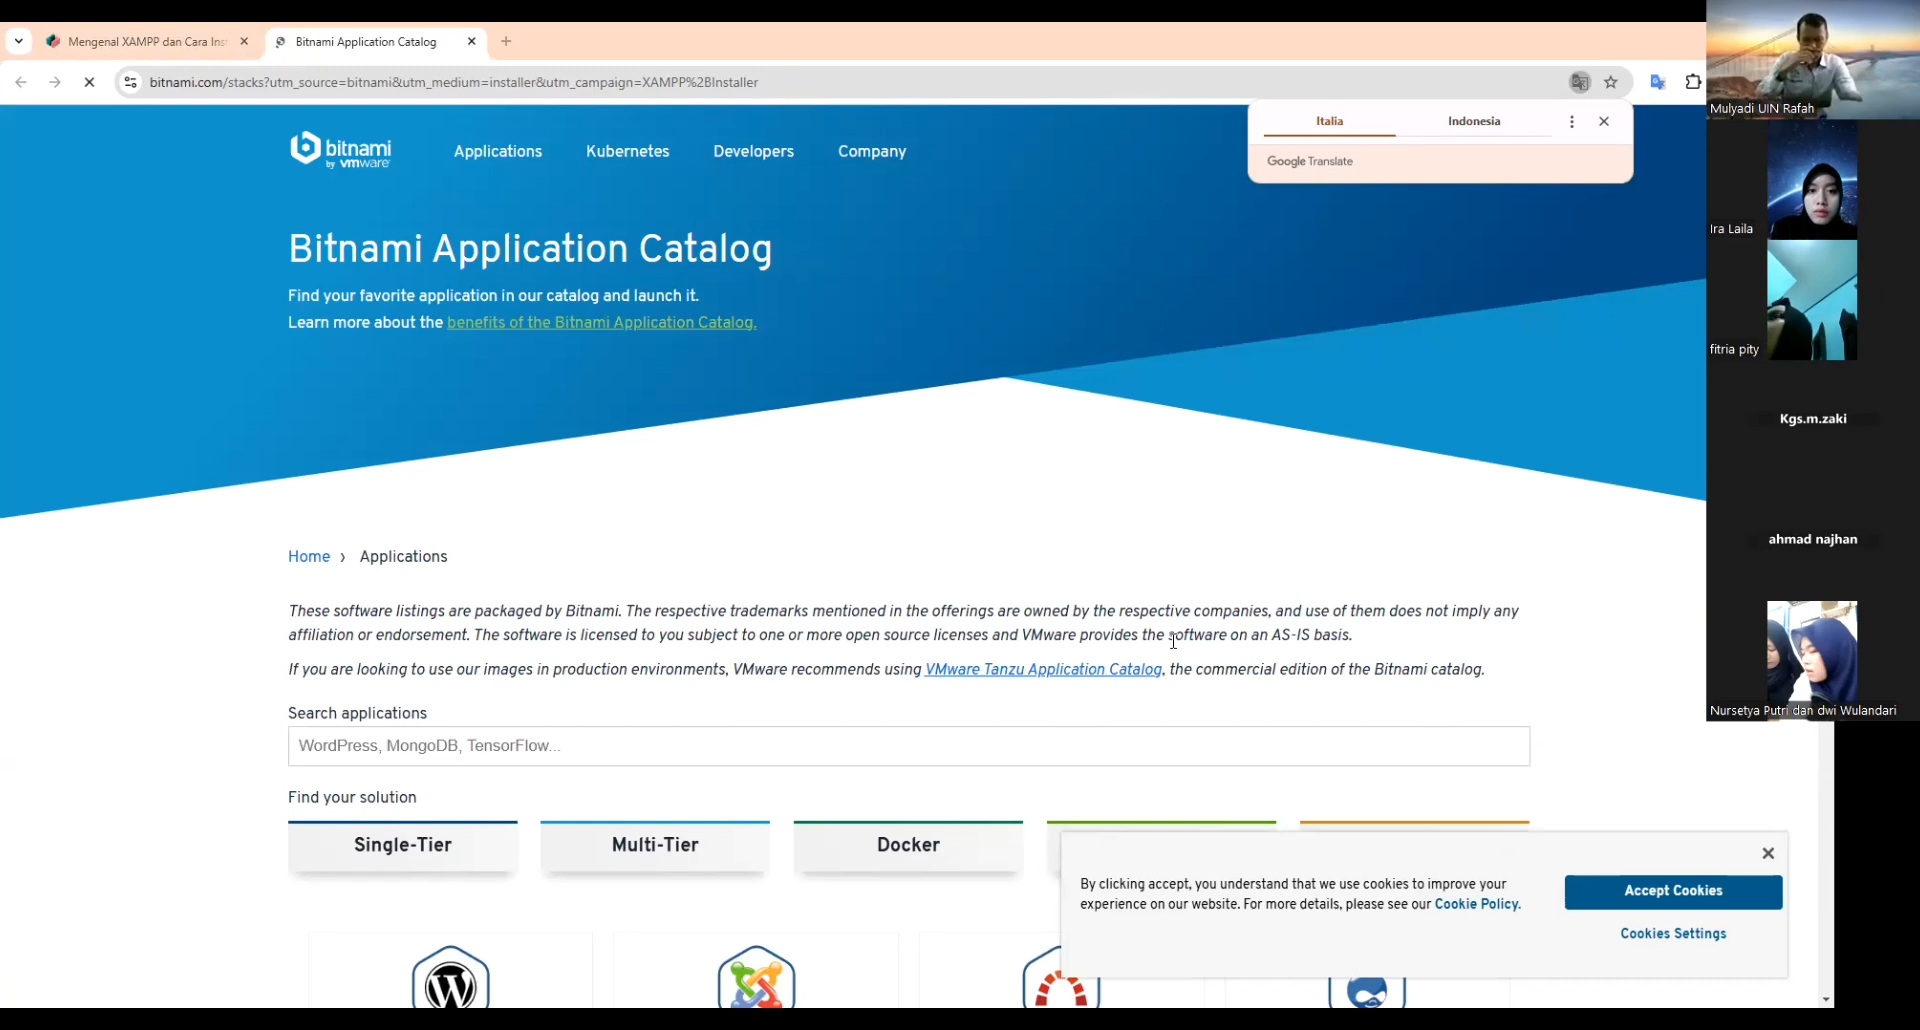 Mengenal XAMPP dan Cara Inst
Bitnami Application Catalog
bitnami.com/stacks?utm_source=bitnami&utm_medium=installer&utm_campaign=XAMPP%2BInstaller
Italia
Indonesia
Google Translate
bitnami
by vmware
Applications
Kubernetes
Developers
Company
Bitnami Application Catalog
Find your favorite application in our catalog and launch it.
Learn more about the benefits of the Bitnami Application Catalog.
Home › Applications
These software listings are packaged by Bitnami. The respective trademarks mentioned in the offerings are owned by the respective companies, and use of them does not imply any
affiliation or endorsement. The software is licensed to you subject to one or more open source licenses and VMware provides the software on an AS-IS basis.
If you are looking to use our images in production environments, VMware recommends using VMware Tanzu Application Catalog, the commercial edition of the Bitnami catalog.
Search applications
WordPress, MongoDB, TensorFlow...
Find your solution
Single-Tier
Multi-Tier
Docker
By clicking accept, you understand that we use cookies to improve your
experience on our website. For more details, please see our Cookie Policy.
Accept Cookies
Cookies Settings
Mulyadi UIN Rafah
Ira Laila
fitria pity
Kgs.m.zaki
ahmad najhan
Nursetya Putri dan dwi Wulandari